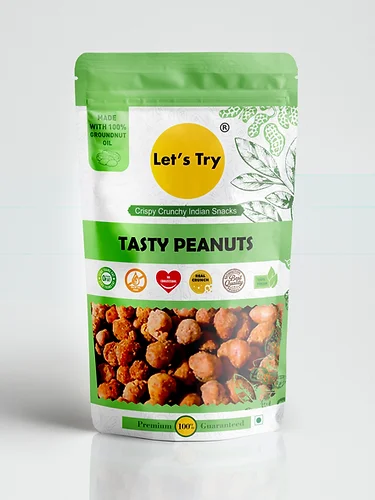 MADE
WITH 100%
GROUNDNUT
OIL
®
Let's Try
Crispy Crunchy Indian Snacks
TASTY PEANUTS
REAL
CRUNCH
Best
Quality
Premium 100% Guaranteed